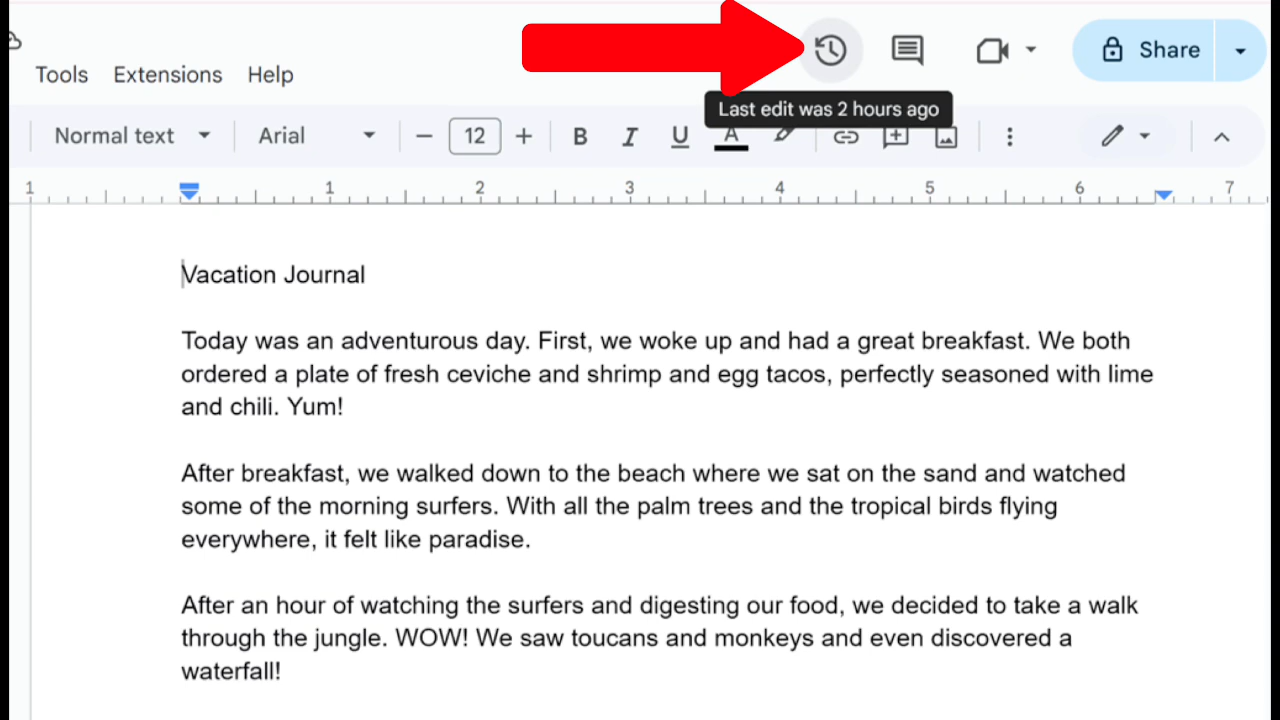 Share
Tools Extensions Help
Last edit was 2 hours ago
Normal text Arial 12 B I U A
1 1 2 3 4 5 6 7
Vacation Journal
Today was an adventurous day. First, we woke up and had a great breakfast. We both
ordered a plate of fresh ceviche and shrimp and egg tacos, perfectly seasoned with lime
and chili. Yum!
After breakfast, we walked down to the beach where we sat on the sand and watched
some of the morning surfers. With all the palm trees and the tropical birds flying
everywhere, it felt like paradise.
After an hour of watching the surfers and digesting our food, we decided to take a walk
through the jungle. WOW! We saw toucans and monkeys and even discovered a
waterfall!